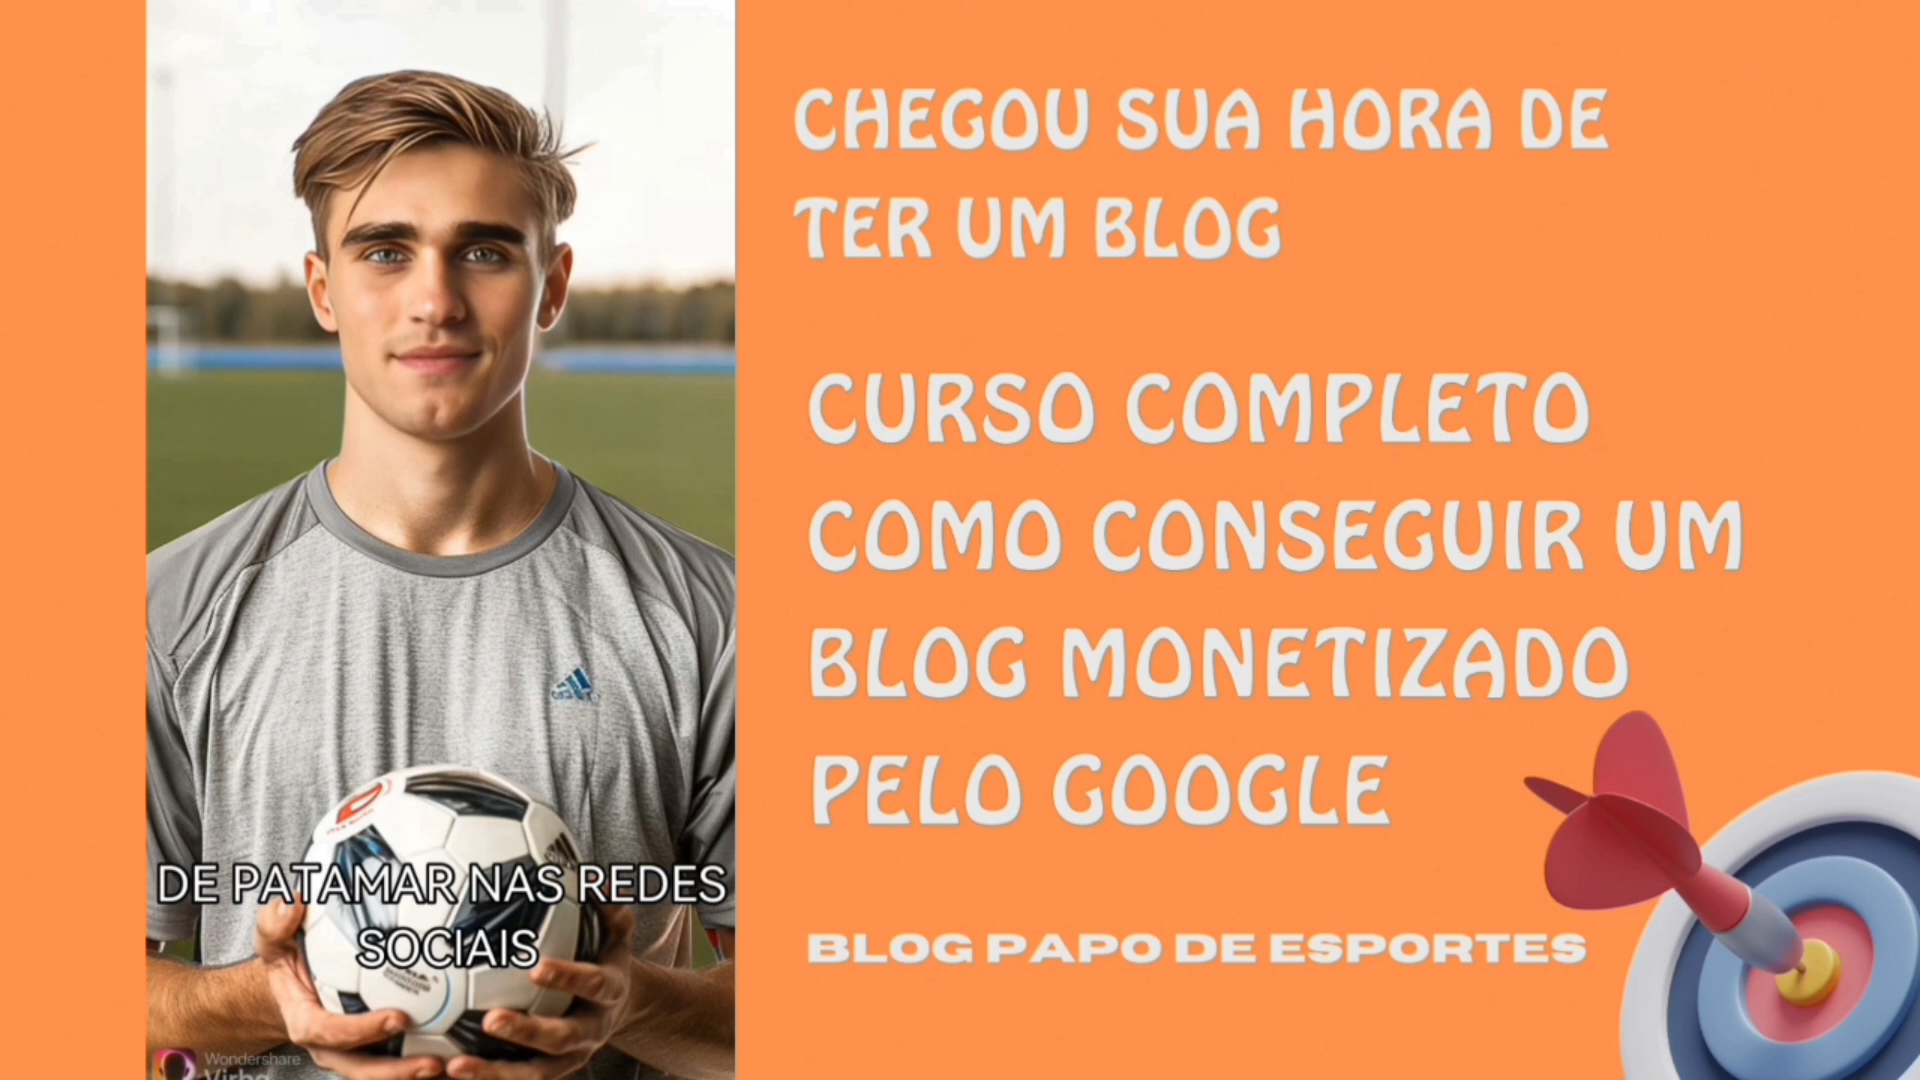 CHEGOU SUA HORA DE
TER UM BLOG
CURSO COMPLETO
COMO CONSEGUIR UM
BLOG MONETIZADO
PELO GOOGLE
BLOG PAPO DE ESPORTES
DE PATAMAR NAS REDES
SOCIAIS
Wondershare
Virbo